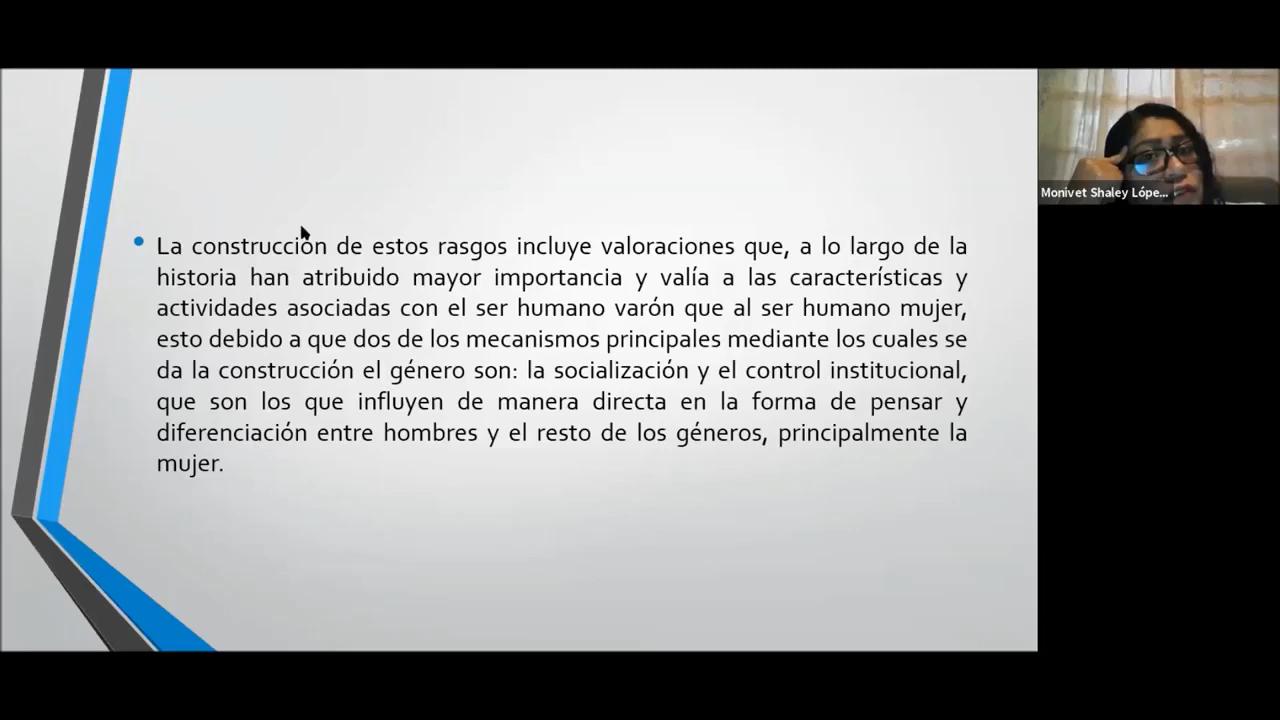 La construcción de estos rasgos incluye valoraciones que, a lo largo de la
historia han atribuido mayor importancia y valía a las características y
actividades asociadas con el ser humano varón que al ser humano mujer,
esto debido a que dos de los mecanismos principales mediante los cuales se
da la construcción el género son: la socialización y el control institucional,
que son los que influyen de manera directa en la forma de pensar y
diferenciación entre hombres y el resto de los géneros, principalmente la
mujer.
Monivet Shaley Lópe...